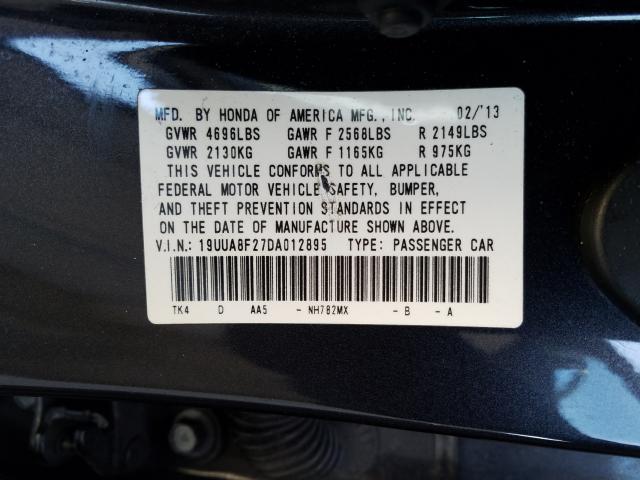 MFD. BY HONDA OF AMERICA MFG., INC. 02/'13
GVWR 4696LBS GAWR F 2568LBS R 2149LBS
GVWR 2130KG GAWR F 1165KG R 975KG
THIS VEHICLE CONFORMS TO ALL APPLICABLE
FEDERAL MOTOR VEHICLE SAFETY, BUMPER,
AND THEFT PREVENTION STANDARDS IN EFFECT
ON THE DATE OF MANUFACTURE SHOWN ABOVE.
V.I.N.: 19UUA8F27DA012895 TYPE: PASSENGER CAR
TK4 D AA5 - NH782MX - B - A